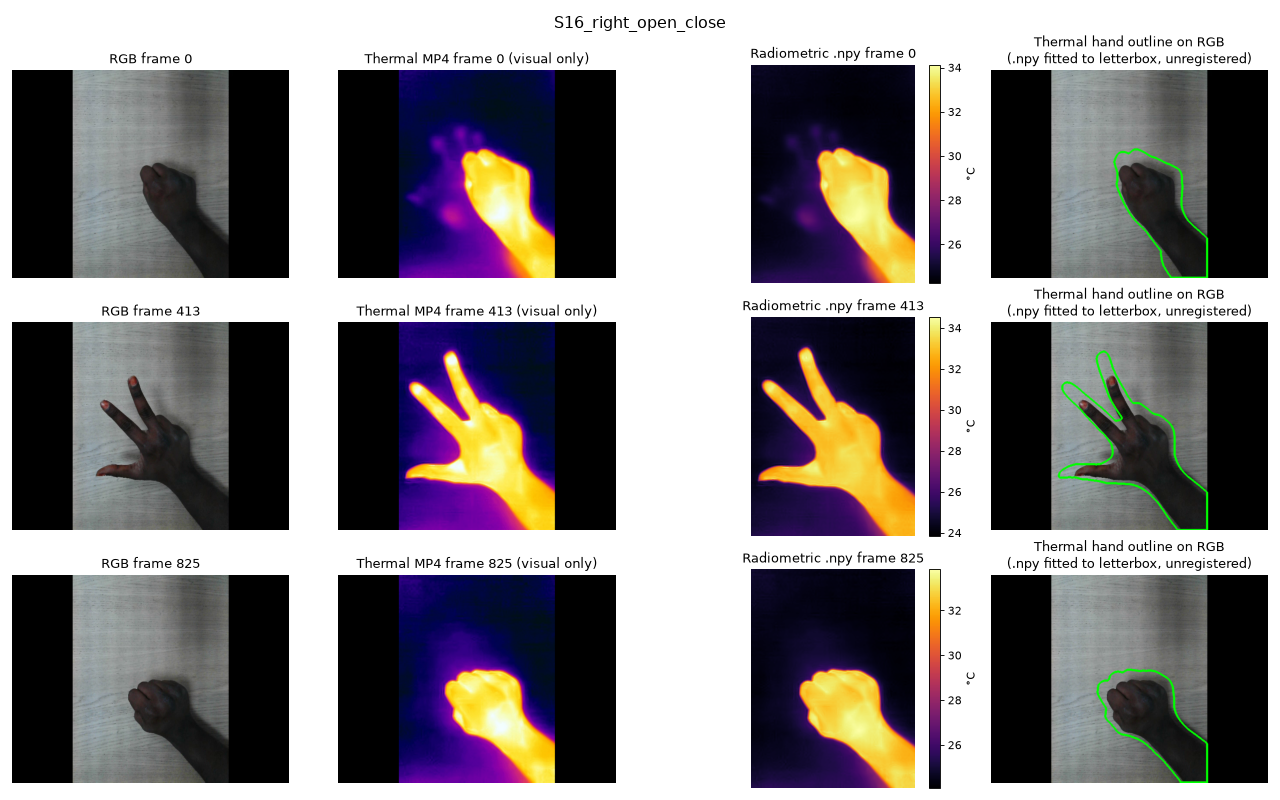 S16_right_open_close
RGB frame 0
Thermal MP4 frame 0 (visual only)
Radiometric .npy frame 0
Thermal hand outline on RGB
(.npy fitted to letterbox, unregistered)
34
32
30
28
26
°C
RGB frame 413
Thermal MP4 frame 413 (visual only)
Radiometric .npy frame 413
Thermal hand outline on RGB
(.npy fitted to letterbox, unregistered)
34
32
30
28
26
24
°C
RGB frame 825
Thermal MP4 frame 825 (visual only)
Radiometric .npy frame 825
Thermal hand outline on RGB
(.npy fitted to letterbox, unregistered)
32
30
28
26
°C